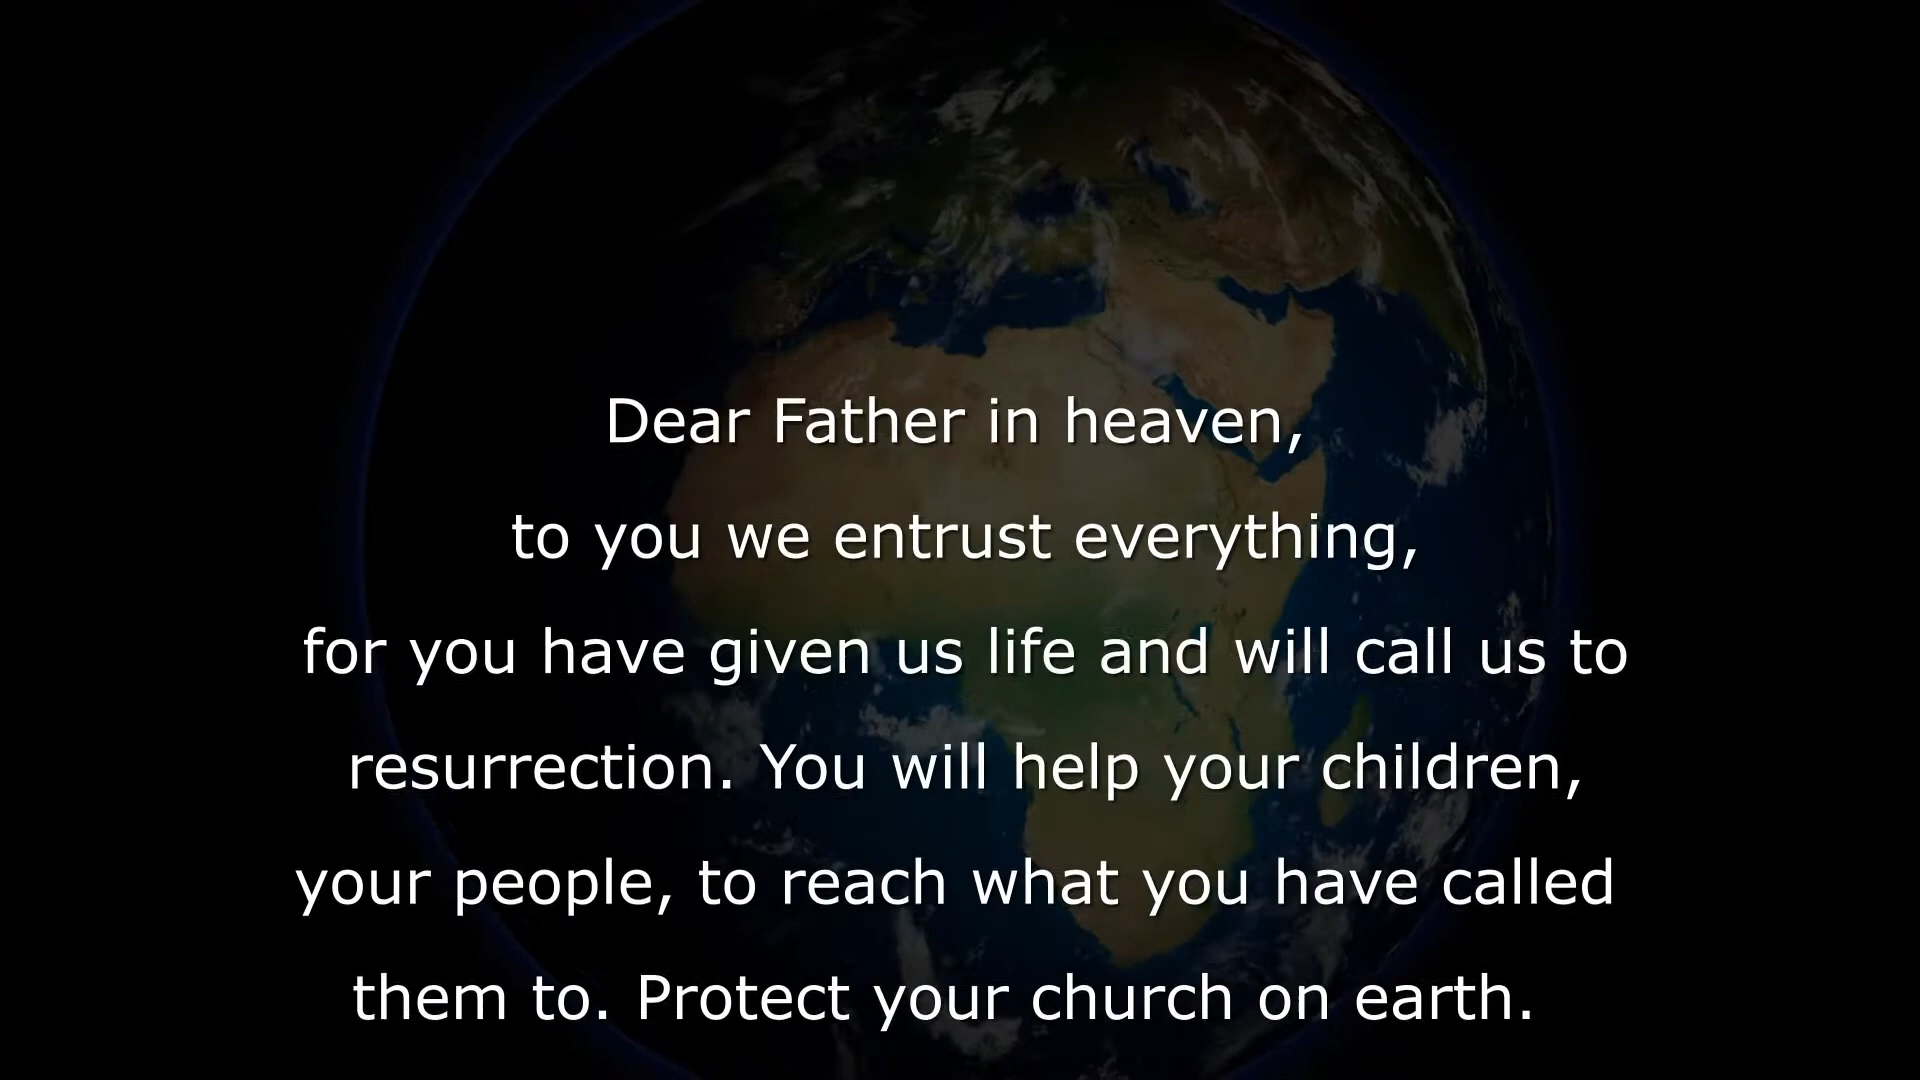 Dear Father in heaven,
to you we entrust everything,
for you have given us life and will call us to
resurrection. You will help your children,
your people, to reach what you have called
them to. Protect your church on earth.